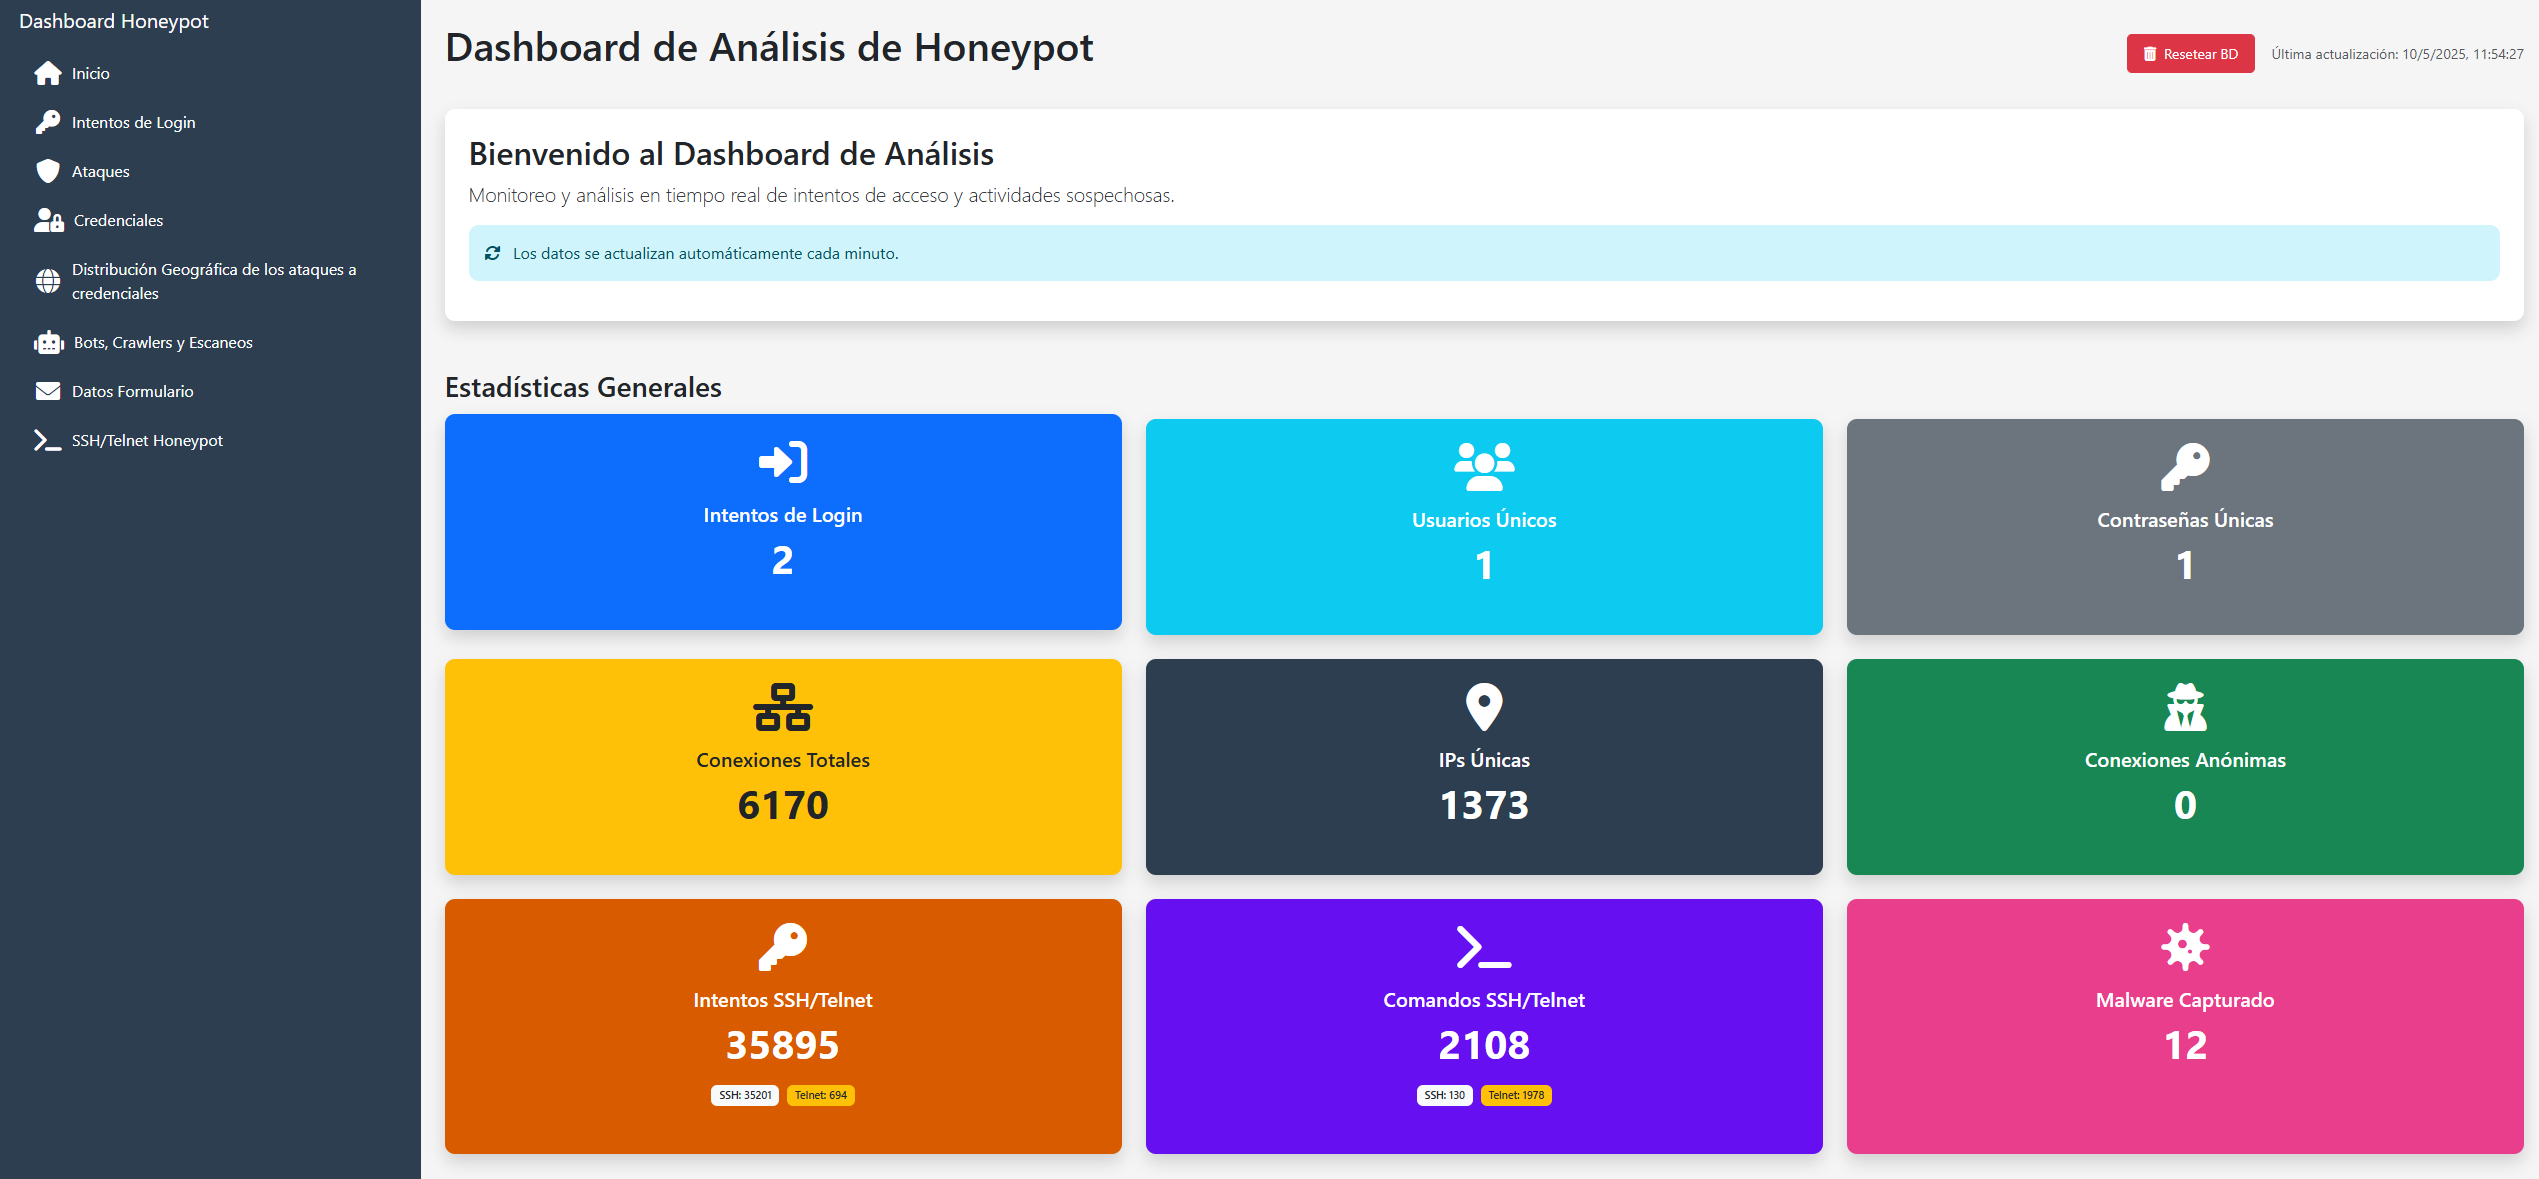 Dashboard Honeypot
Inicio
Intentos de Login
Ataques
Credenciales
Distribución Geográfica de los ataques a
credenciales
Bots, Crawlers y Escaneos
Datos Formulario
SSH/Telnet Honeypot
Dashboard de Análisis de Honeypot
Resetear BD
Última actualización: 10/5/2025, 11:54:27
Bienvenido al Dashboard de Análisis
Monitoreo y análisis en tiempo real de intentos de acceso y actividades sospechosas.
Los datos se actualizan automáticamente cada minuto.
Estadísticas Generales
Intentos de Login
2
Usuarios Únicos
1
Contraseñas Únicas
1
Conexiones Totales
6170
IPs Únicas
1373
Conexiones Anónimas
0
Intentos SSH/Telnet
35895
SSH: 35201 Telnet: 694
Comandos SSH/Telnet
2108
SSH: 130 Telnet: 1978
Malware Capturado
12